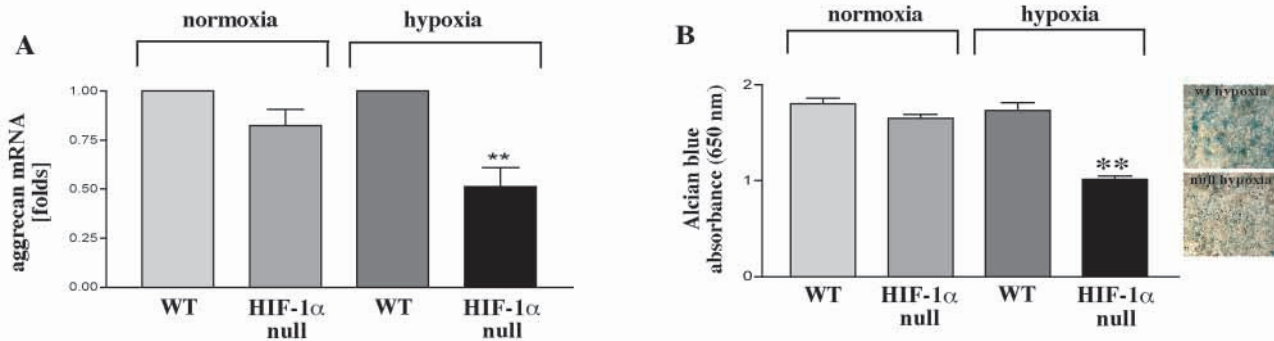 A
normoxia
hypoxia
aggrecan mRNA
[folds]
1.00
0.75
0.50
0.25
0.00
**
WT
HIF-1α
null
WT
HIF-1α
null
B
normoxia
hypoxia
Alcian blue
absorbance (650 nm)
2
1
0
**
WT
HIF-1α
null
WT
HIF-1α
null
wt hypoxia
null hypoxia